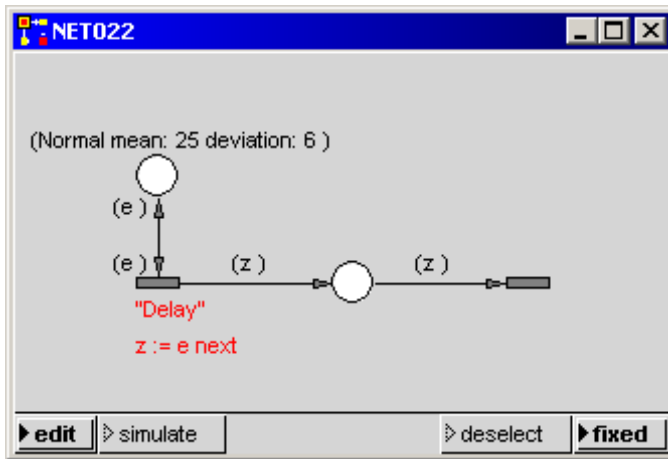 NET022
(Normal mean: 25 deviation: 6 )
(e )
(e ) (z ) (z )
"Delay"
z := e next
edit simulate deselect fixed